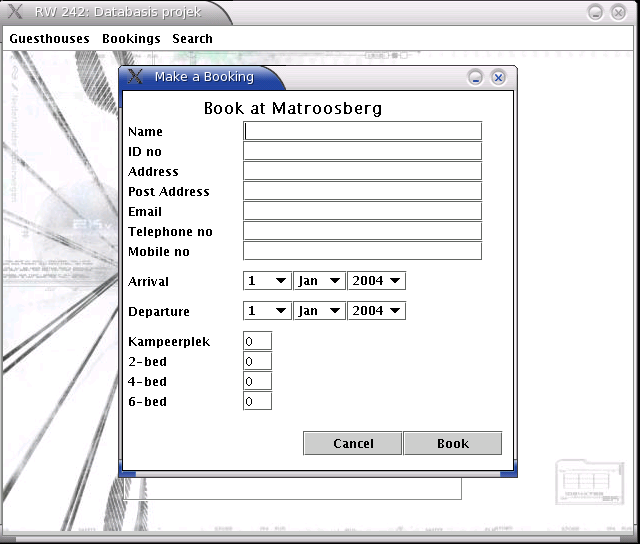 RW 242: Databasis projek
Guesthouses Bookings Search
Make a Booking
Book at Matroosberg
Name
ID no
Address
Post Address
Email
Telephone no
Mobile no
Arrival 1 Jan 2004
Departure 1 Jan 2004
Kampeerplek 0
2-bed 0
4-bed 0
6-bed 0
Cancel Book